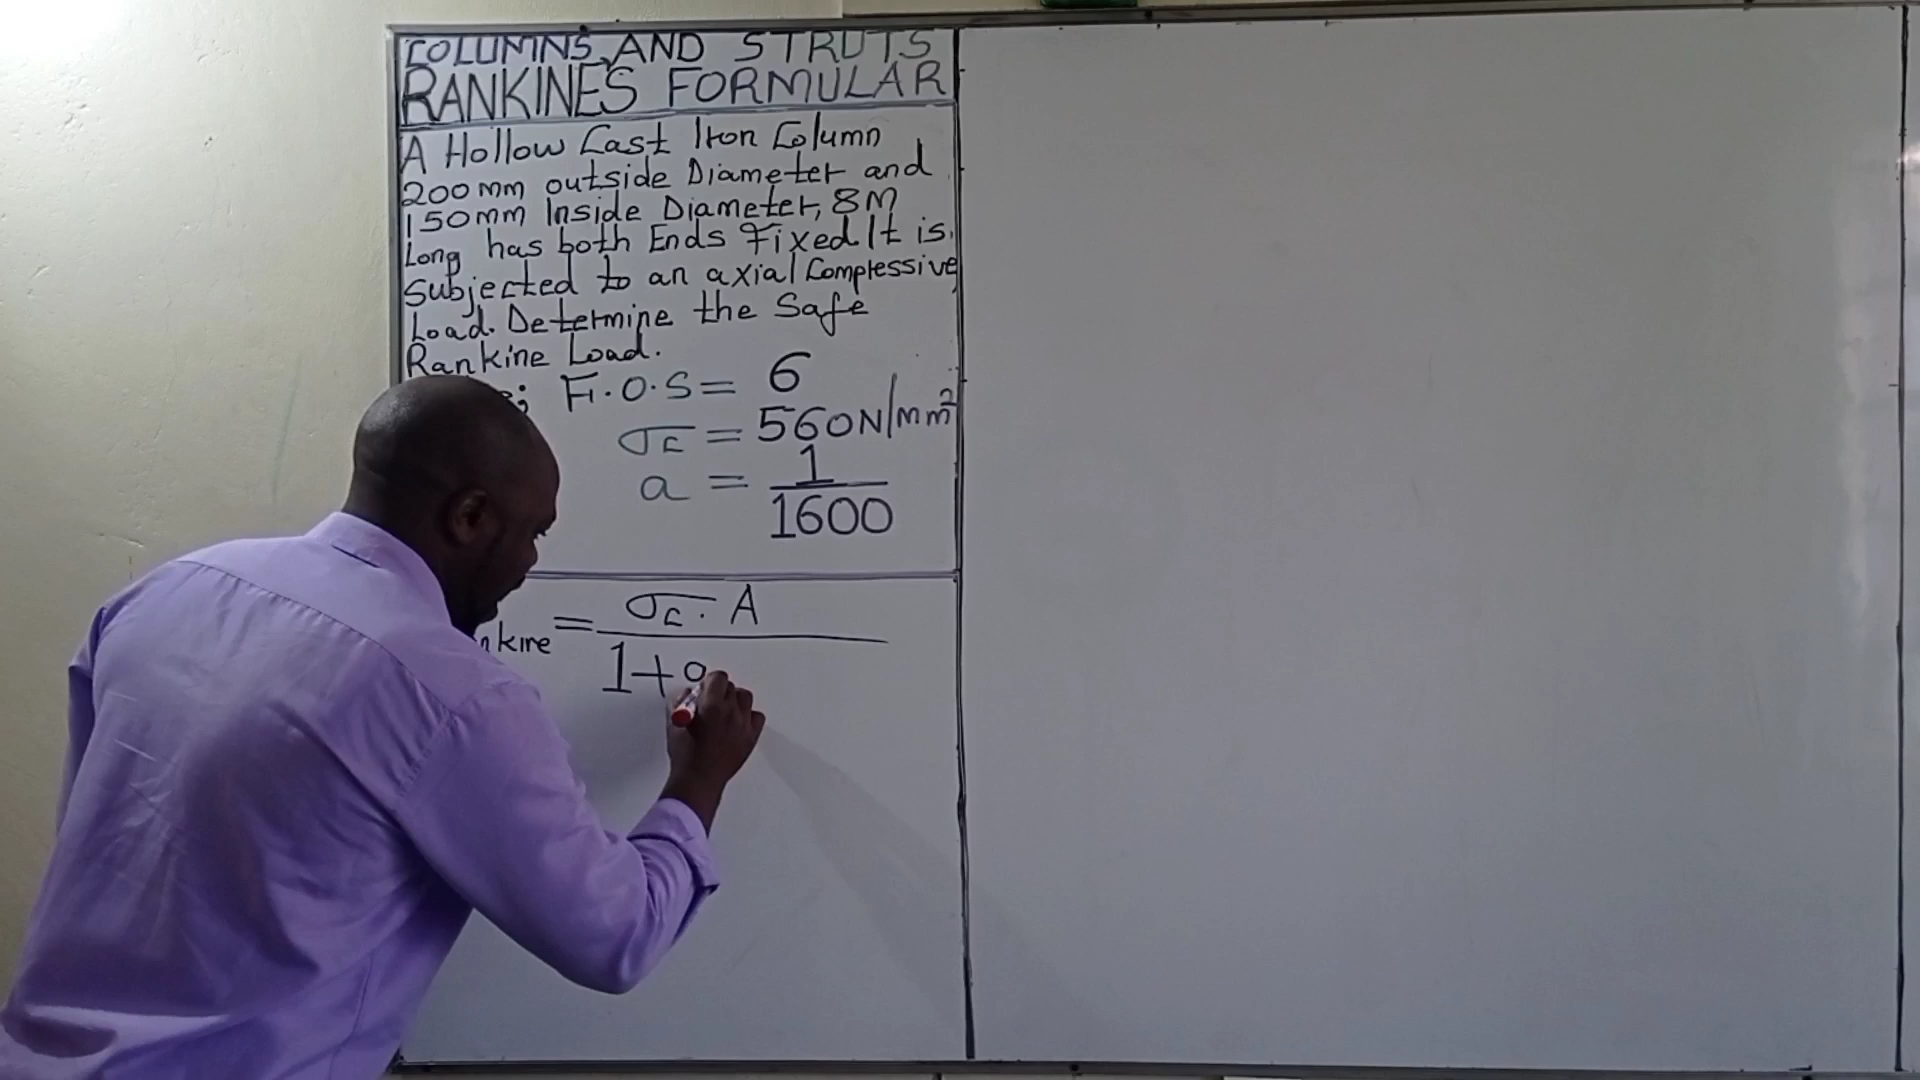 COLUMNS AND STRUTS
RANKINES FORMULAR
A Hollow Cast Iron Column
200mm outside Diameter and
150mm Inside Diameter, 8M
Long has both Ends Fixed It is
Subjected to an axial Compressive
Load. Determine the Safe
Rankine Load.
F.O.S = 6
σc = 560N/mm²
a = 1/1600
= σc · A
1+a